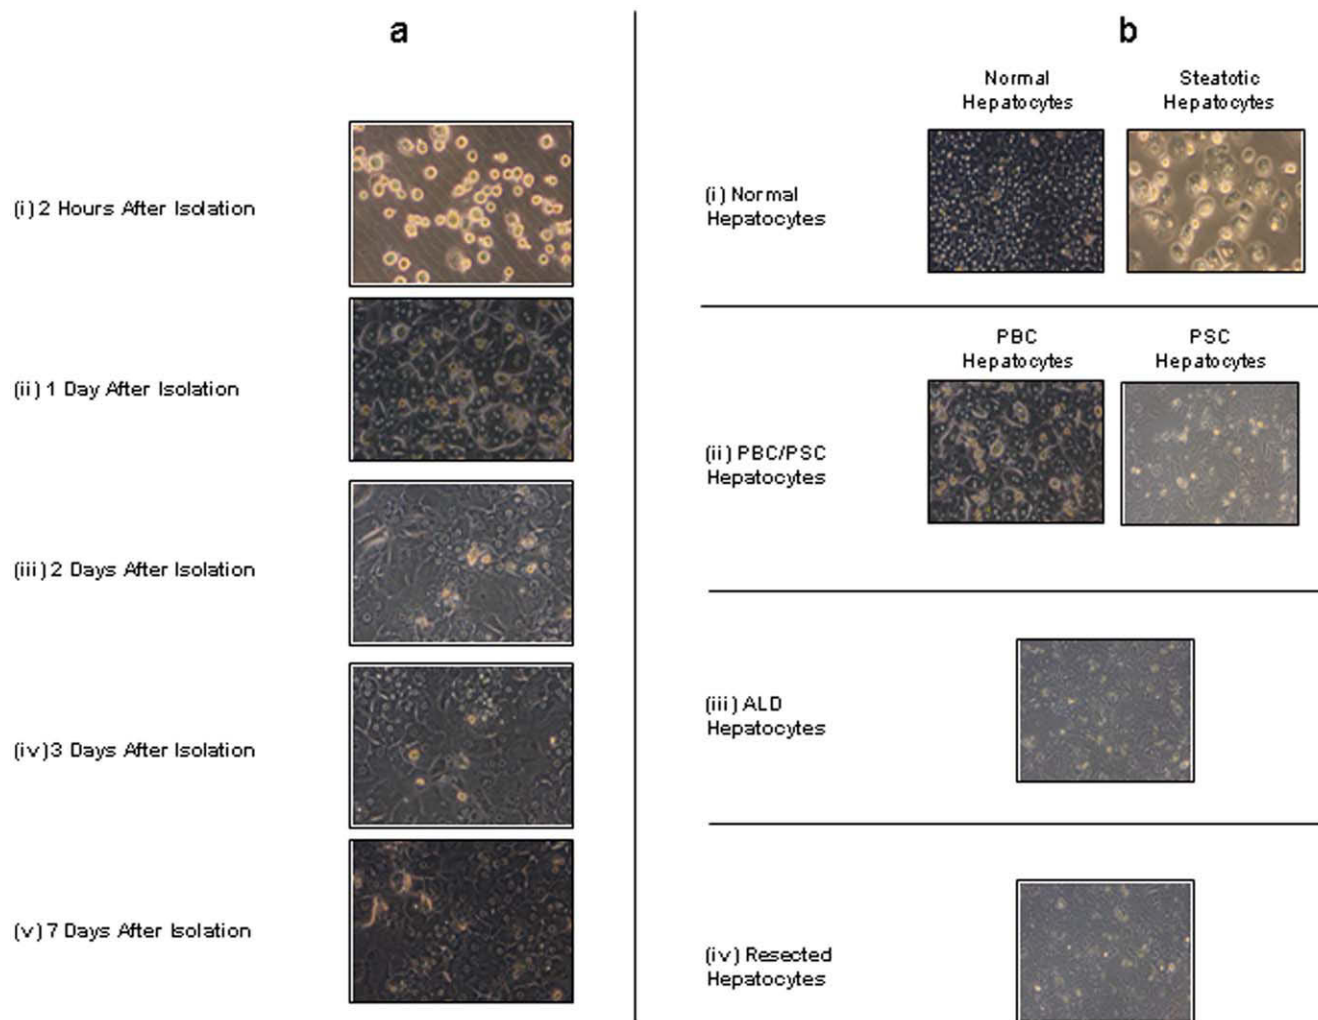 a
(i) 2 Hours After Isolation
(ii) 1 Day After Isolation
(iii) 2 Days After Isolation
(iv) 3 Days After Isolation
(v) 7 Days After Isolation
b
Normal
Hepatocytes
Steatotic
Hepatocytes
(i) Normal
Hepatocytes
PBC
Hepatocytes
PSC
Hepatocytes
(ii) PBC/PSC
Hepatocytes
(iii) ALD
Hepatocytes
(iv) Resected
Hepatocytes